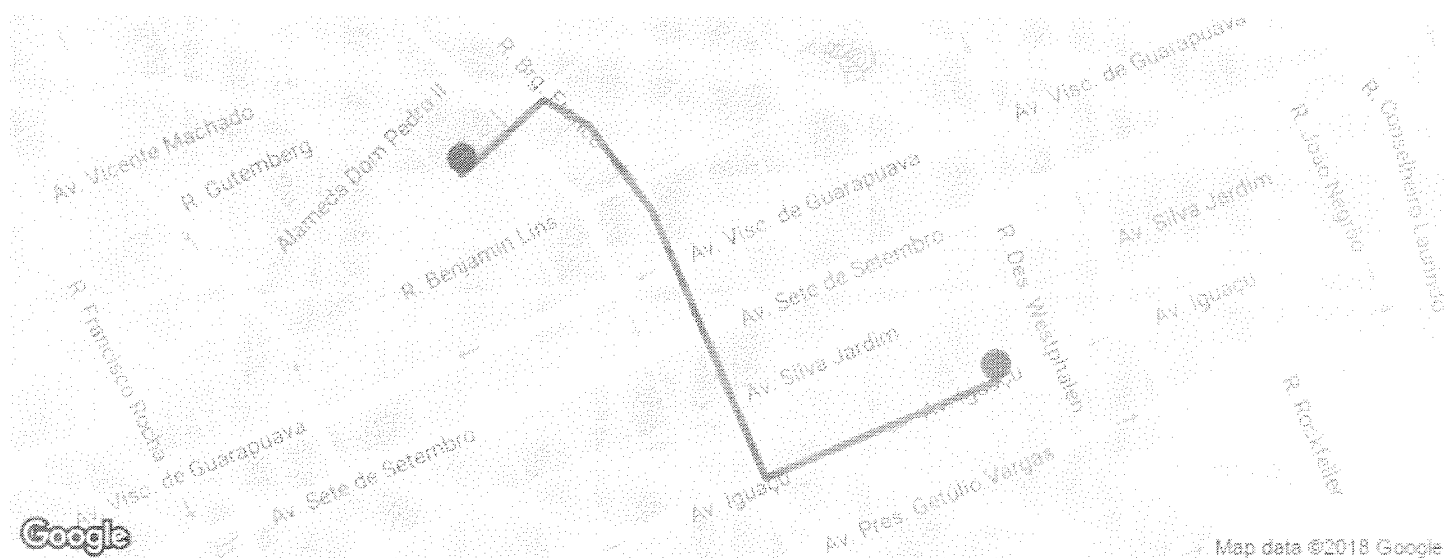 Av. Visc. de Guarapuava
R. Brg.
Av. Vicente Machado
R. Gutemberg
Alameda Dom Pedro II
R. João Negrão
R. Conselheiro Laurindo
Av. Visc. de Guarapuava
R. Benjamin Lins
Av. Silva Jardim
Av. Sete de Setembro
R. Des. Westphalen
Av. Iguaçu
R. Francisco Rocha
Av. Silva Jardim
R. Rockfeller
Av. Visc. de Guarapuava
Av. Sete de Setembro
Av. Iguaçu
Av. Pres. Getúlio Vargas
Google
Map data ©2018 Google